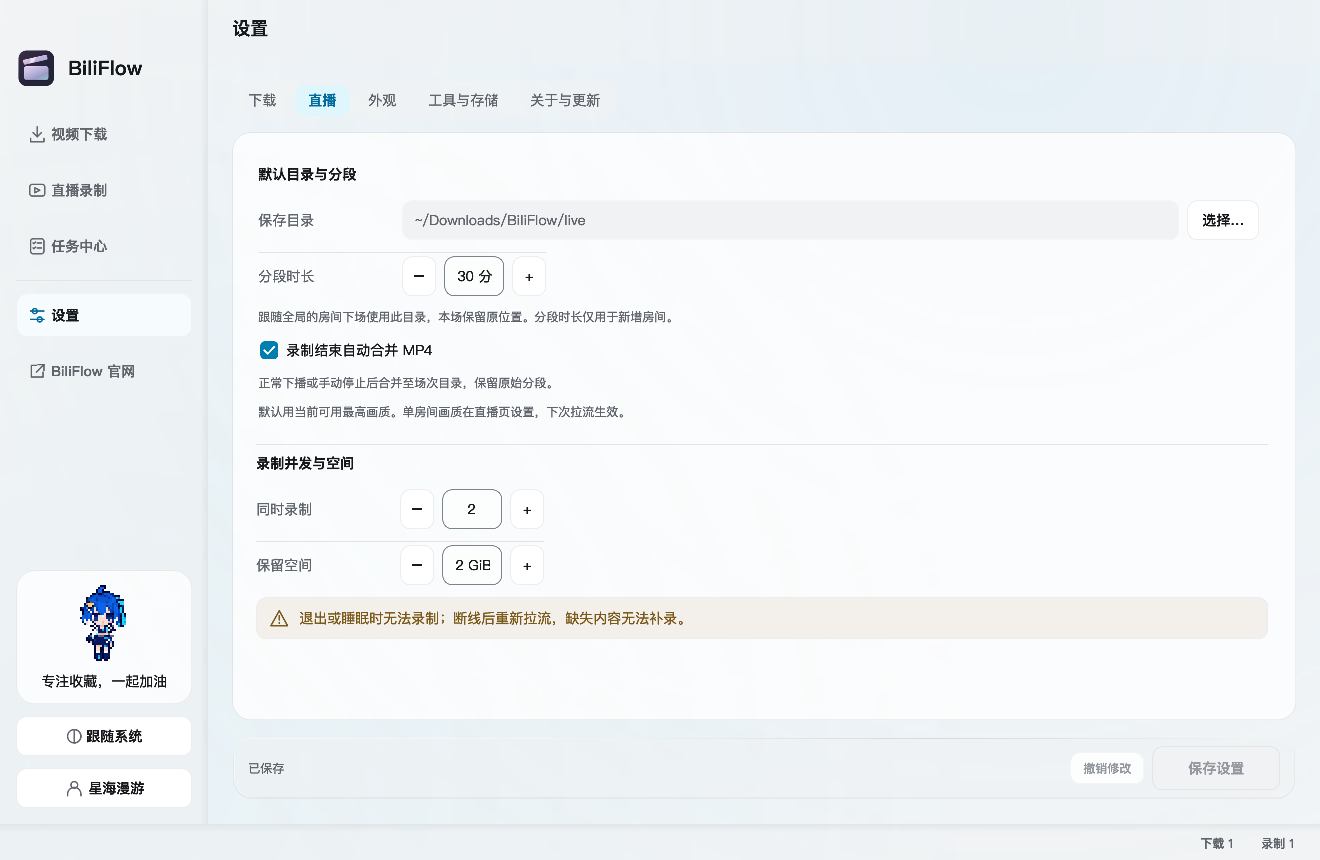 设置
BiliFlow
下载 直播 外观 工具与存储 关于与更新
视频下载
直播录制
任务中心
设置
BiliFlow 官网
默认目录与分段
保存目录 ~/Downloads/BiliFlow/live 选择...
分段时长 − 30 分 +
跟随全局的房间下场使用此目录，本场保留原位置。分段时长仅用于新增房间。
录制结束自动合并 MP4
正常下播或手动停止后合并至场次目录，保留原始分段。
默认用当前可用最高画质。单房间画质在直播页设置，下次拉流生效。
录制并发与空间
同时录制 − 2 +
保留空间 − 2 GiB +
退出或睡眠时无法录制；断线后重新拉流，缺失内容无法补录。
专注收藏，一起加油
跟随系统
星海漫游
已保存 撤销修改 保存设置
下载 1 录制 1